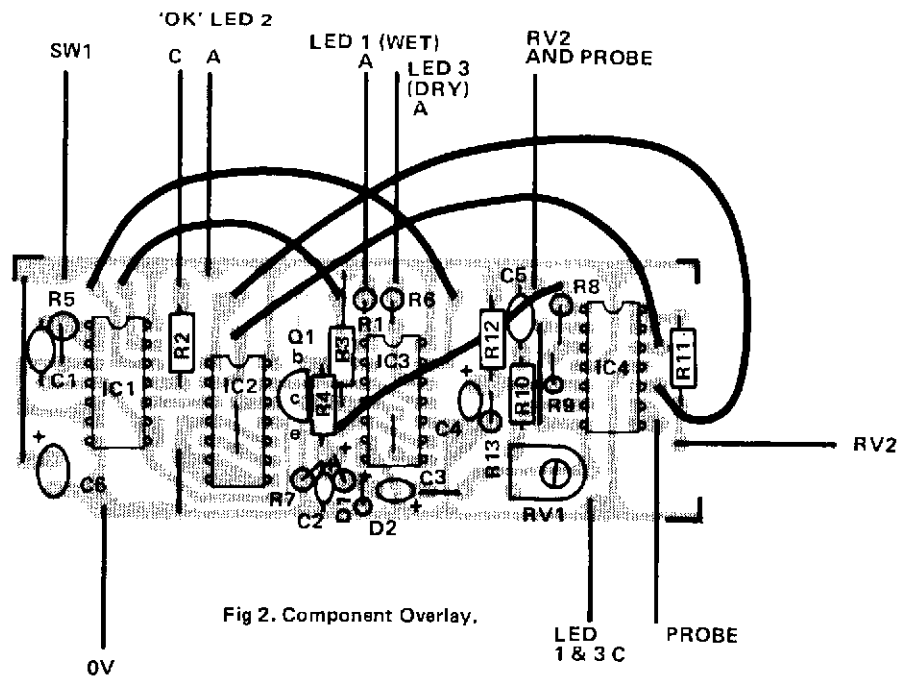 'OK' LED 2
SW1
C A
LED 1 (WET)
A
LED 3
(DRY)
A
RV2
AND PROBE
R5
C1
IC1
R2
IC2
Q1
b
c
e
R3
R4
R1
R6
IC3
C5
R12
R8
R10
R9
IC4
R11
+
C6
R7
+
C2
D1
+
D2
C3
+
+
C4
R13
RV1
RV2
Fig 2. Component Overlay.
0V
LED
1 & 3 C
PROBE